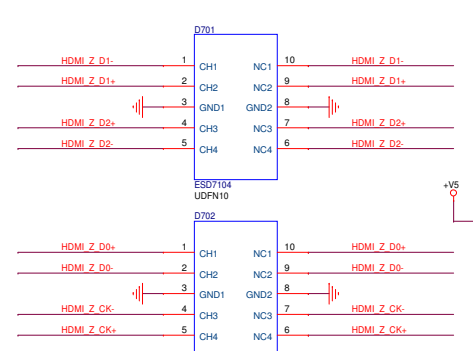 D701
HDMI_Z_D1- 1 CH1 NC1 10 HDMI_Z_D1-
HDMI_Z_D1+ 2 CH2 NC2 9 HDMI_Z_D1+
3 GND1 GND2 8
HDMI_Z_D2+ 4 CH3 NC3 7 HDMI_Z_D2+
HDMI_Z_D2- 5 CH4 NC4 6 HDMI_Z_D2-
ESD7104
UDFN10
+V5
D702
HDMI_Z_D0+ 1 CH1 NC1 10 HDMI_Z_D0+
HDMI_Z_D0- 2 CH2 NC2 9 HDMI_Z_D0-
3 GND1 GND2 8
HDMI_Z_CK- 4 CH3 NC3 7 HDMI_Z_CK-
HDMI_Z_CK+ 5 CH4 NC4 6 HDMI_Z_CK+